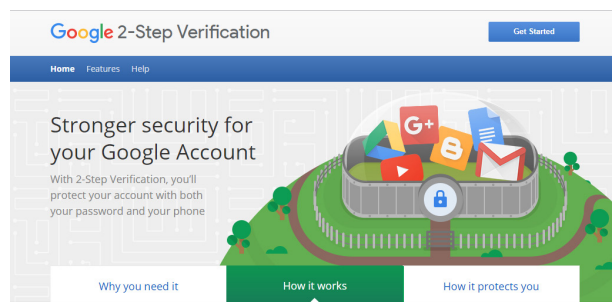 Google 2-Step Verification
Get Started
Home Features Help
Stronger security for
your Google Account
With 2-Step Verification, you'll
protect your account with both
your password and your phone
G+
Why you need it
How it works
How it protects you